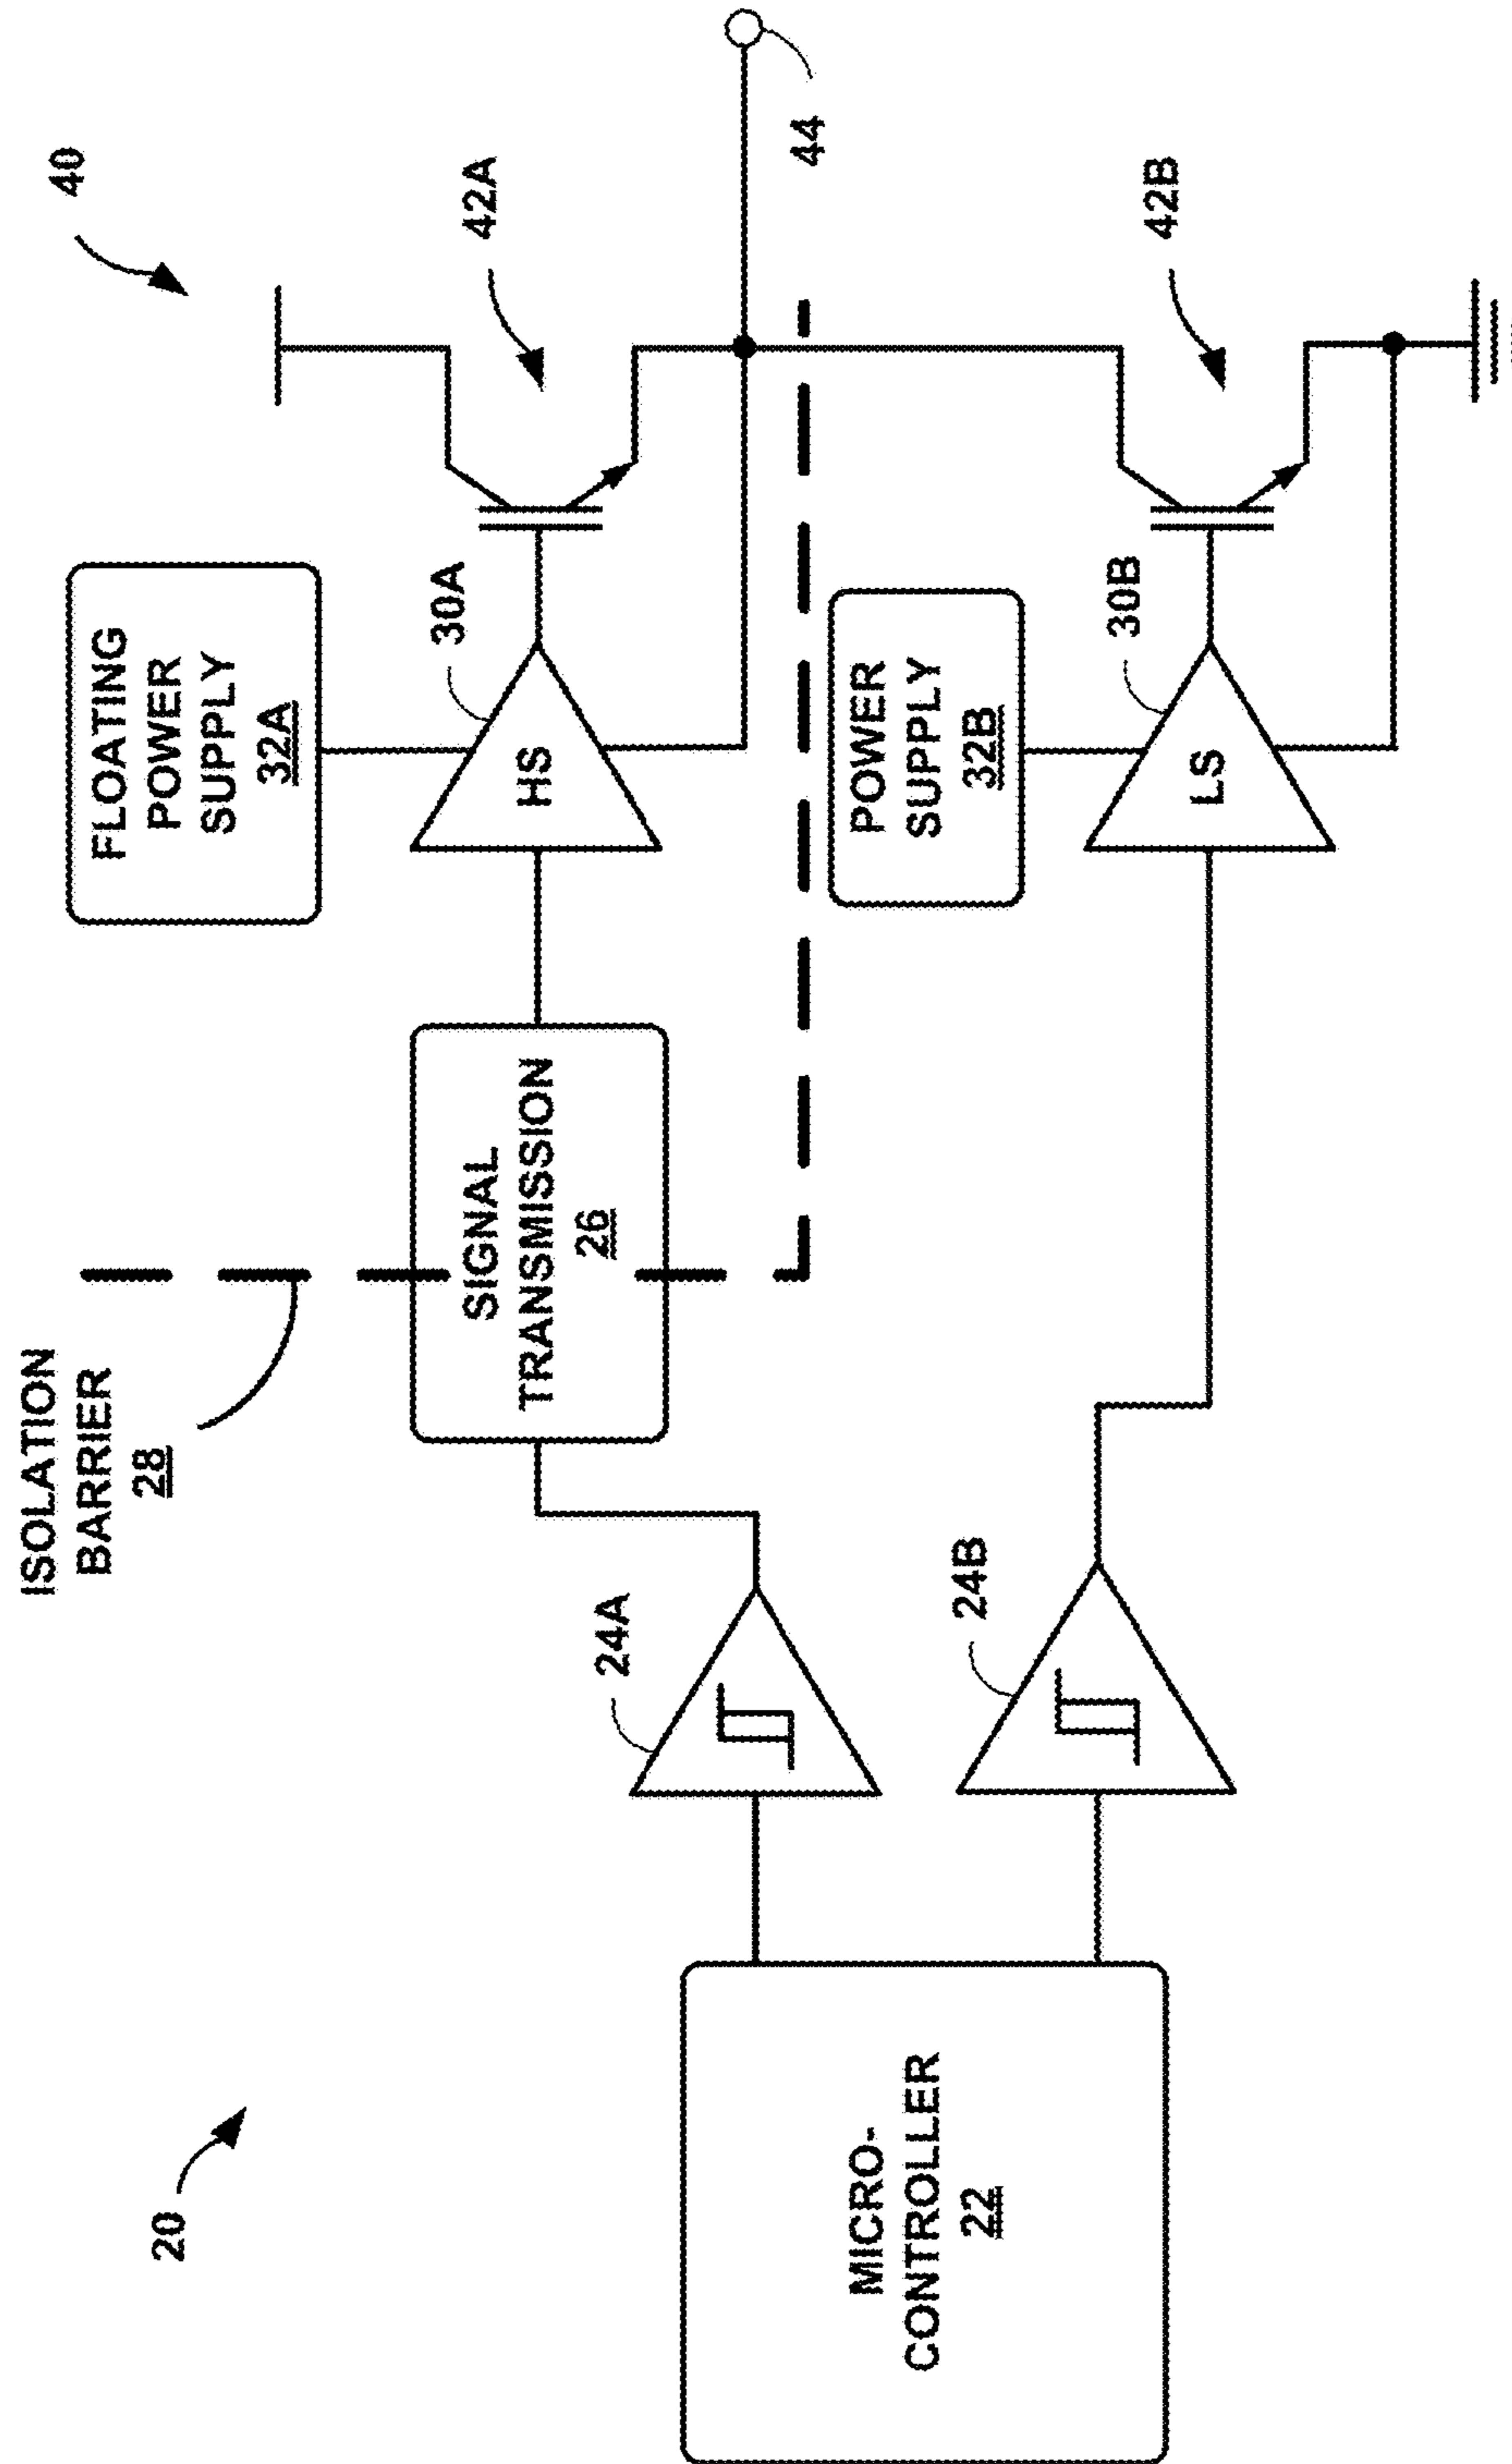 20
ISOLATION
BARRIER
28
40
FLOATING
POWER
SUPPLY
32A
30A
42A
SIGNAL
TRANSMISSION
26
HS
24A
44
MICRO-
CONTROLLER
22
24B
POWER
SUPPLY
32B
30B
42B
LS